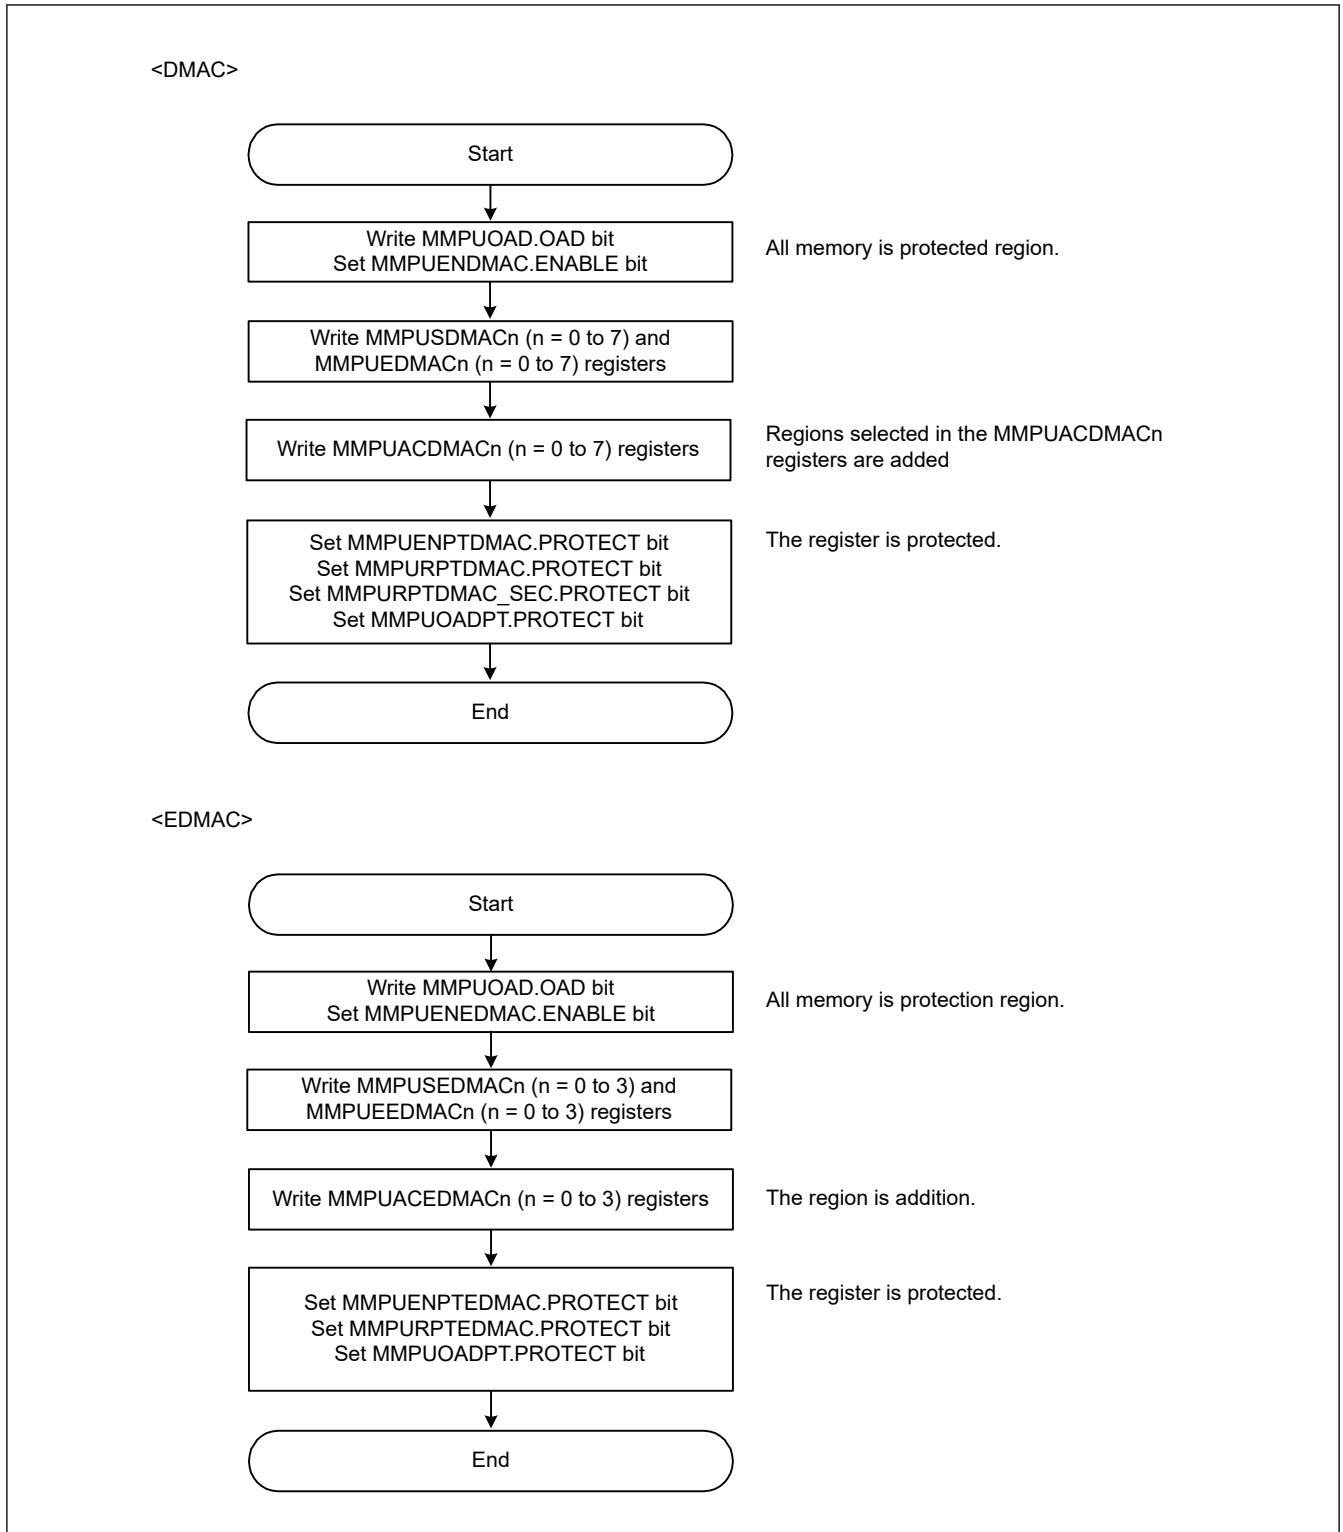 <DMAC>
Start
Write MMPUOAD.OAD bit
Set MMPUENDMAC.ENABLE bit
All memory is protected region.
Write MMPUSDMACn (n = 0 to 7) and
MMPUEDMACn (n = 0 to 7) registers
Write MMPUACDMACn (n = 0 to 7) registers
Regions selected in the MMPUACDMACn
registers are added
Set MMPUENPTDMAC.PROTECT bit
Set MMPURPTDMAC.PROTECT bit
Set MMPURPTDMAC_SEC.PROTECT bit
Set MMPUOADPT.PROTECT bit
The register is protected.
End
<EDMAC>
Start
Write MMPUOAD.OAD bit
Set MMPUENEDMAC.ENABLE bit
All memory is protection region.
Write MMPUSEDMACn (n = 0 to 3) and
MMPUEEDMACn (n = 0 to 3) registers
Write MMPUACEDMACn (n = 0 to 3) registers
The region is addition.
Set MMPUENPTEDMAC.PROTECT bit
Set MMPURPTEDMAC.PROTECT bit
Set MMPUOADPT.PROTECT bit
The register is protected.
End